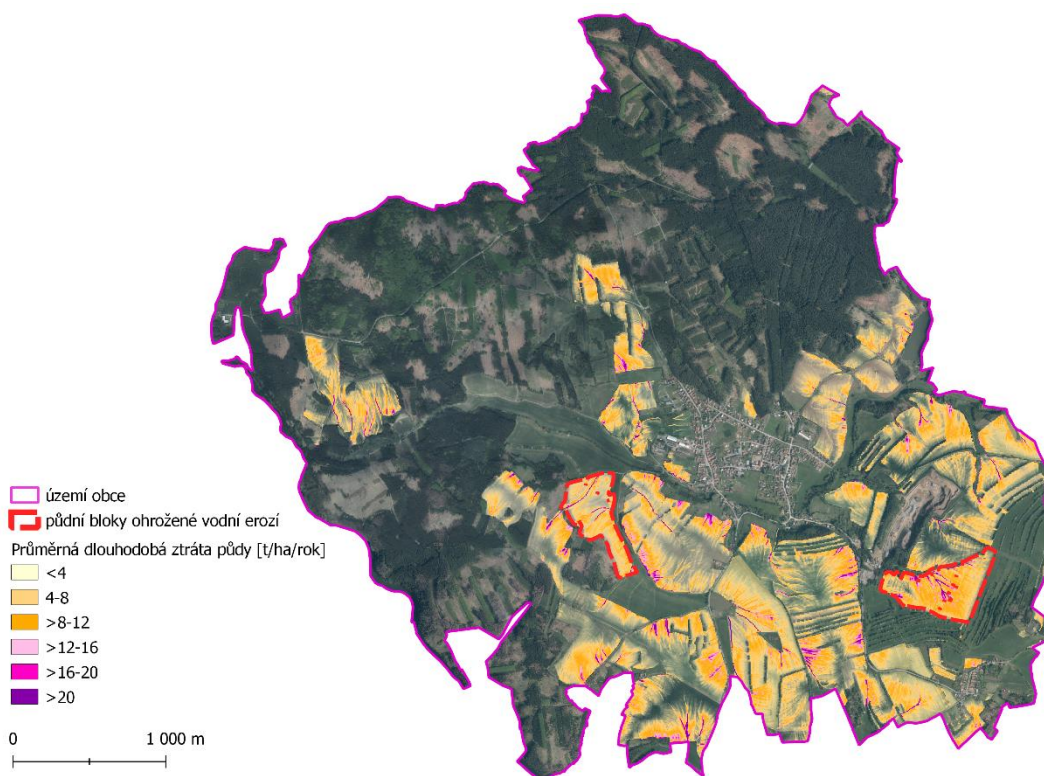 území obce
půdní bloky ohrožené vodní erozí
Průměrná dlouhodobá ztráta půdy [t/ha/rok]
<4
4-8
>8-12
>12-16
>16-20
>20
0 1 000 m